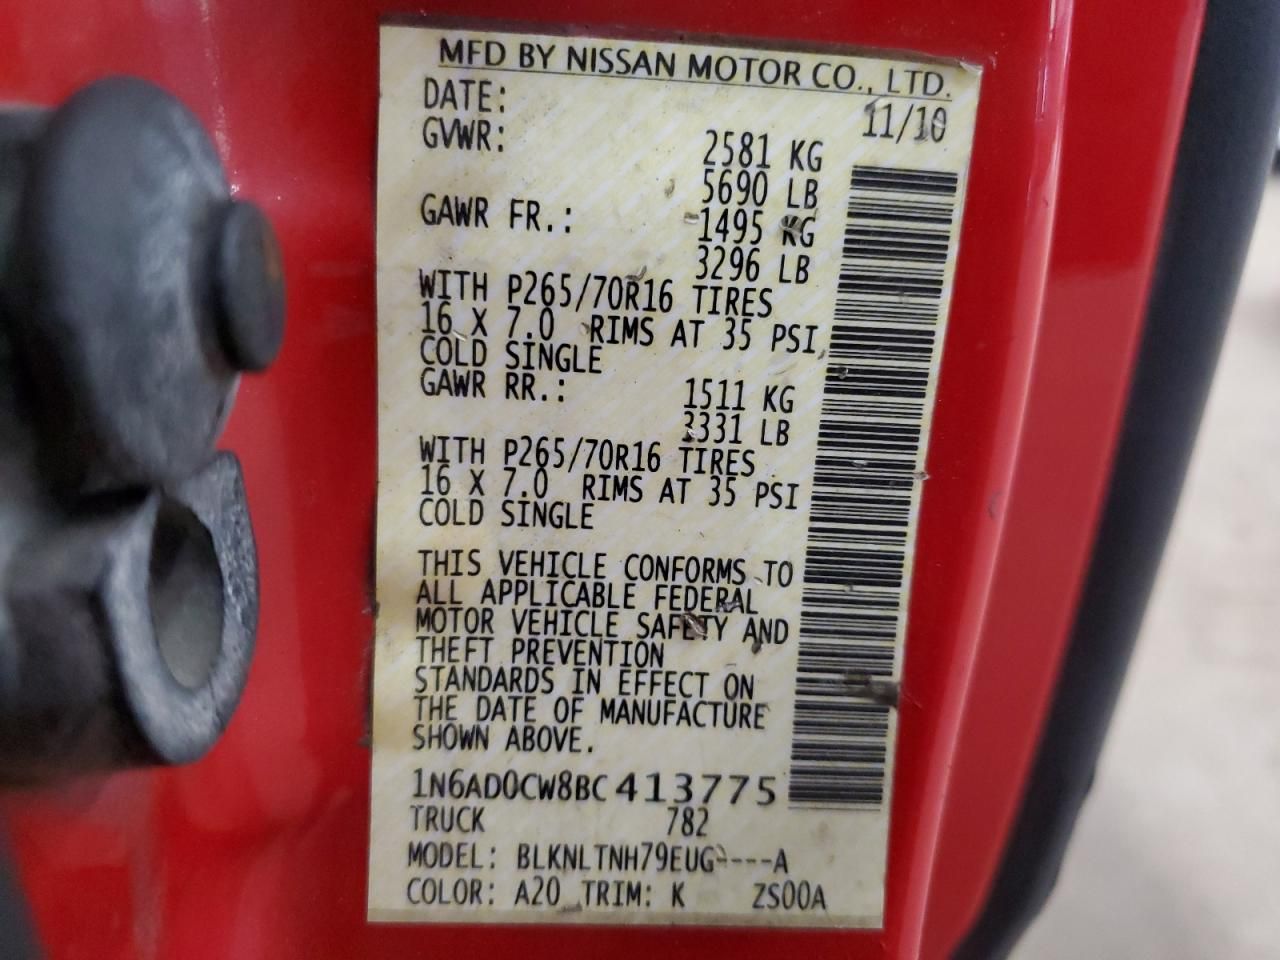 MFD BY NISSAN MOTOR CO., LTD.
DATE: 11/10
GVWR: 2581 KG
5690 LB
GAWR FR.: 1495 KG
3296 LB
WITH P265/70R16 TIRES
16 X 7.0 RIMS AT 35 PSI
COLD SINGLE
GAWR RR.: 1511 KG
3331 LB
WITH P265/70R16 TIRES
16 X 7.0 RIMS AT 35 PSI
COLD SINGLE
THIS VEHICLE CONFORMS TO
ALL APPLICABLE FEDERAL
MOTOR VEHICLE SAFETY AND
THEFT PREVENTION
STANDARDS IN EFFECT ON
THE DATE OF MANUFACTURE
SHOWN ABOVE.
1N6AD0CW8BC413775
TRUCK 782
MODEL: BLKNLTNH79EUG----A
COLOR: A20 TRIM: K ZS00A